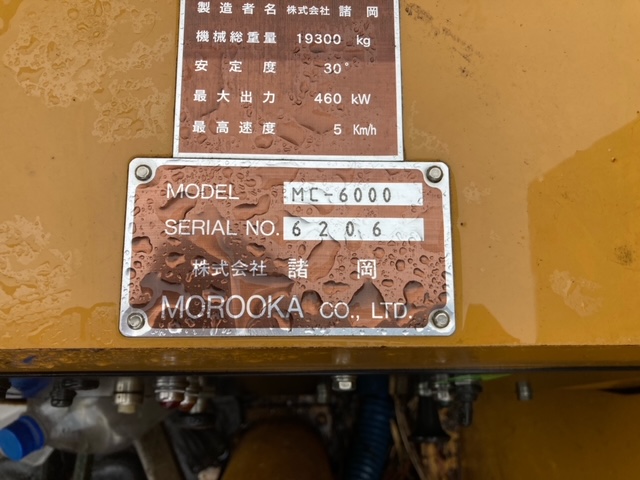 製造者名 株式会社 諸岡
機械総重量 19300 kg
安定度 30°
最大出力 460 kW
最高速度 5 Km/h
MODEL MC-6000
SERIAL NO. 6206
株式会社 諸岡
MOROOKA CO., LTD.